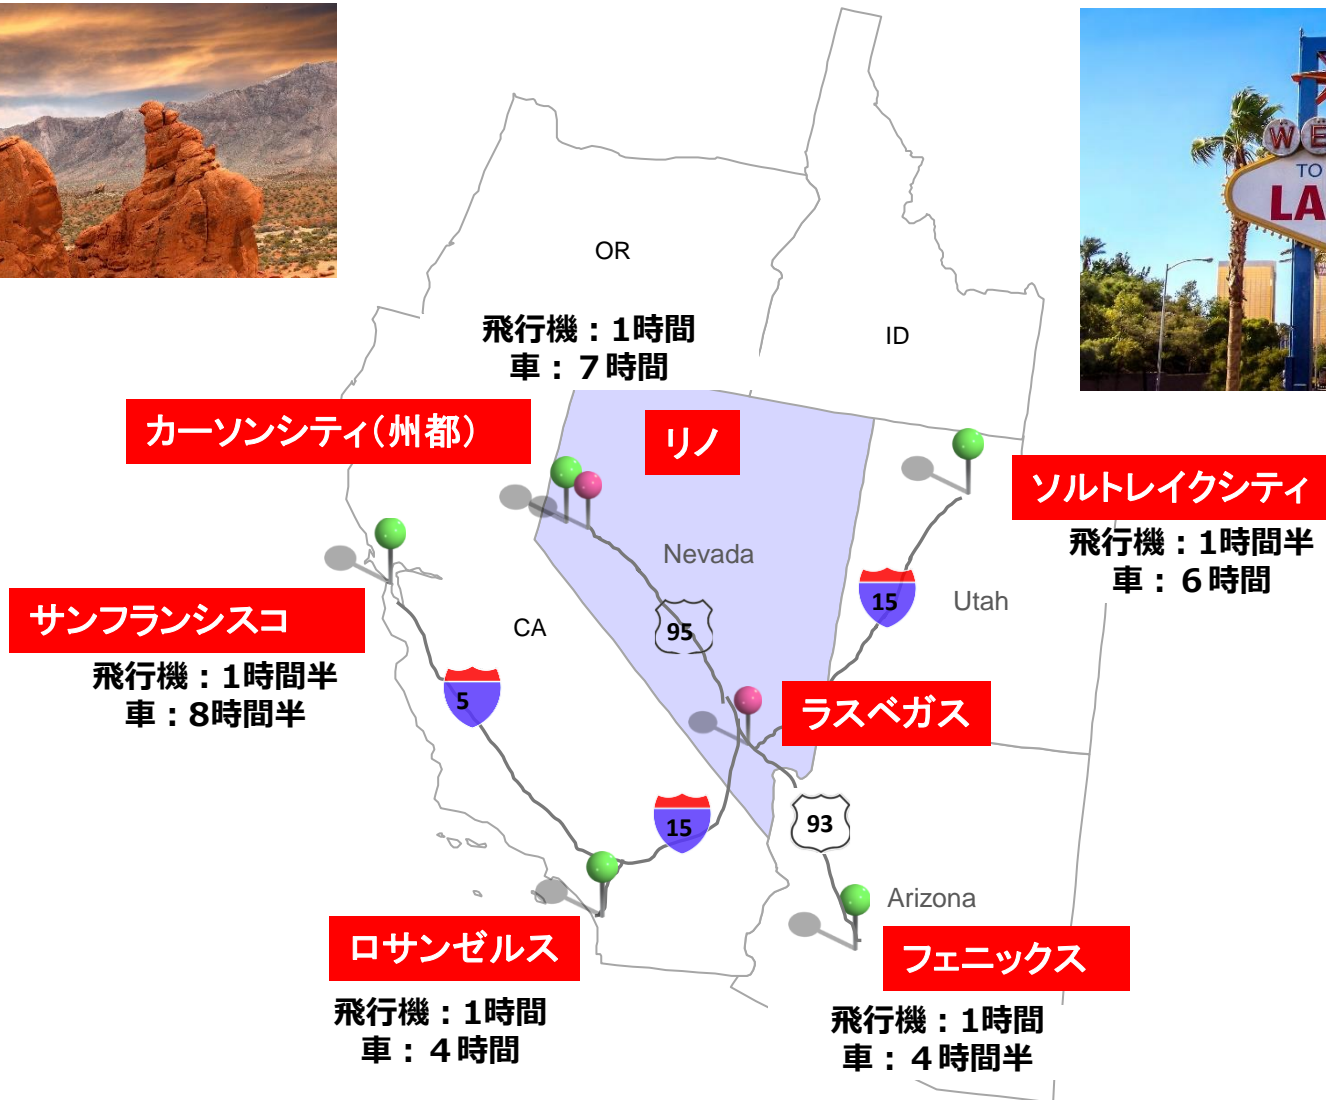 WE
TO
LA
OR
ID
飛行機：1時間
車：７時間
カーソンシティ（州都）
リノ
ソルトレイクシティ
飛行機：1時間半
車：６時間
Nevada
Utah
15
95
CA
サンフランシスコ
飛行機：1時間半
車：8時間半
5
ラスベガス
15
93
Arizona
ロサンゼルス
飛行機：1時間
車：４時間
フェニックス
飛行機：1時間
車：４時間半